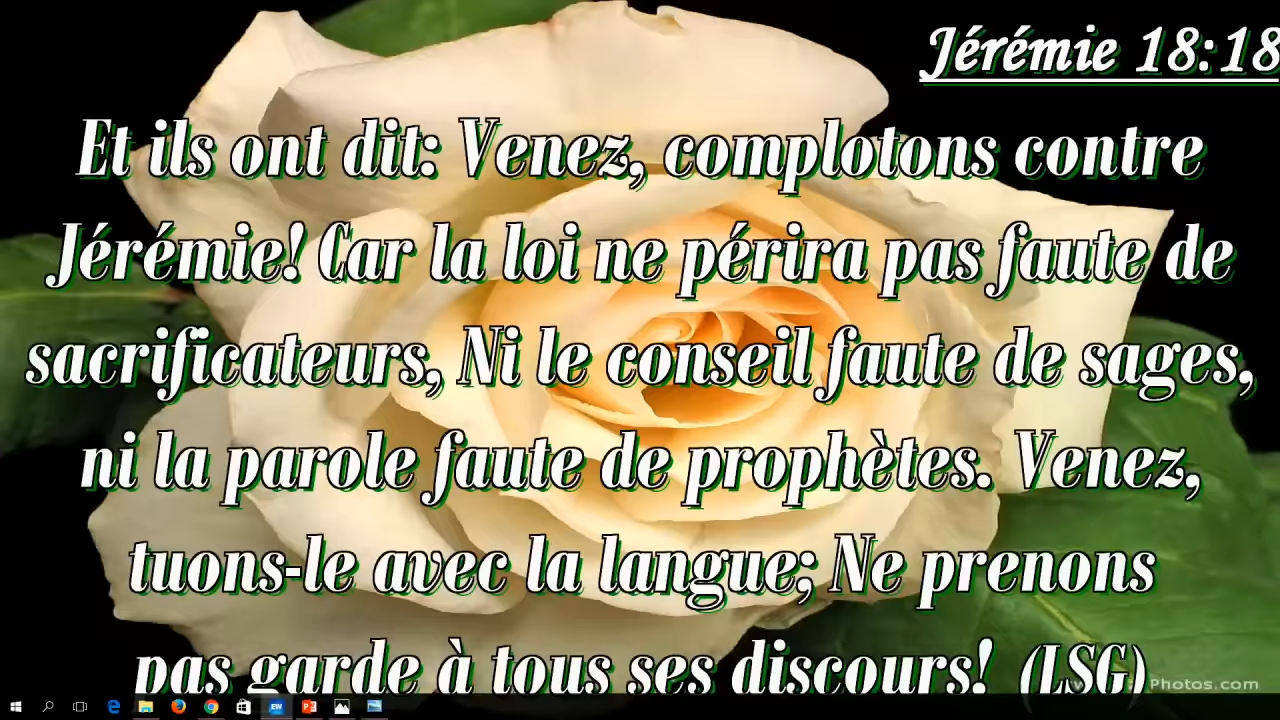 Jérémie 18:18
Et ils ont dit: Venez, complotons contre
Jérémie! Car la loi ne périra pas faute de
sacrificateurs, Ni le conseil faute de sages,
ni la parole faute de prophètes. Venez,
tuons-le avec la langue; Ne prenons
pas garde à tous ses discours! (LSG)
Photos.com
EW